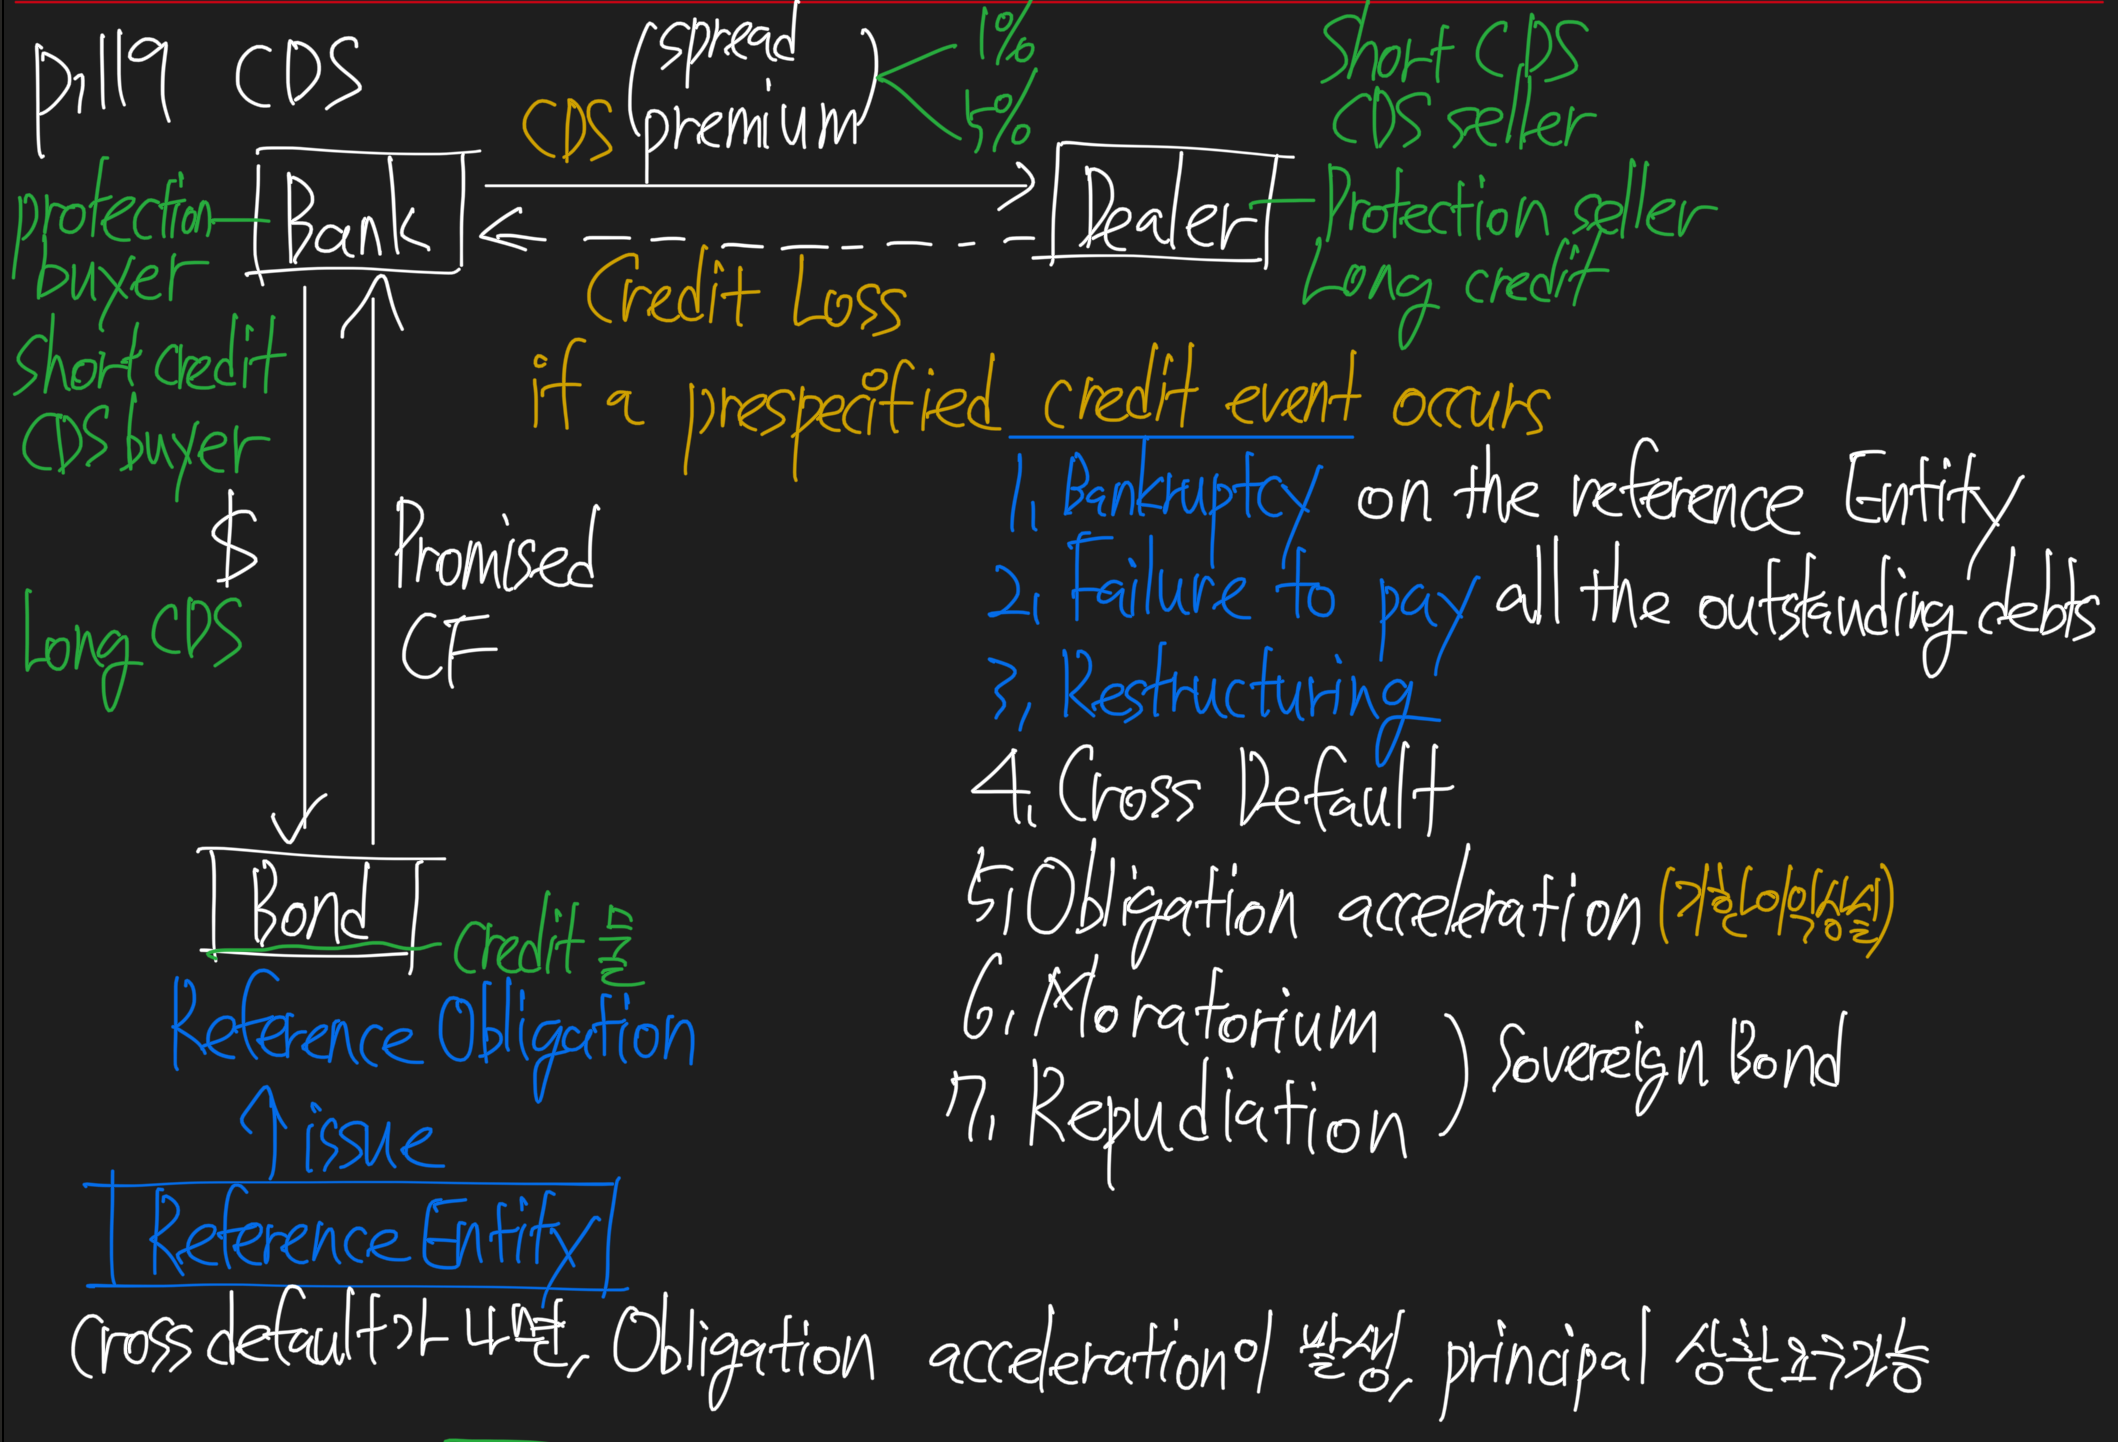 p.119 CDS
CDS (spread premium) 1% 5%
Short CDS
CDS seller
Protection seller
Long credit
protection buyer
Bank
Dealer
Short credit
CDS buyer
Long CDS
Credit Loss
if a prespecified credit event occurs
1. Bankruptcy on the reference Entity
2. Failure to pay all the outstanding debts
3. Restructuring
4. Cross Default
5. Obligation acceleration (기한이익상실)
6. Moratorium
7. Repudiation
Sovereign Bond
$
Promised
CF
Bond
Credit 물
Reference Obligation
↑ issue
Reference Entity
Cross default가 나면, Obligation acceleration이 발생, principal 상환요구가능